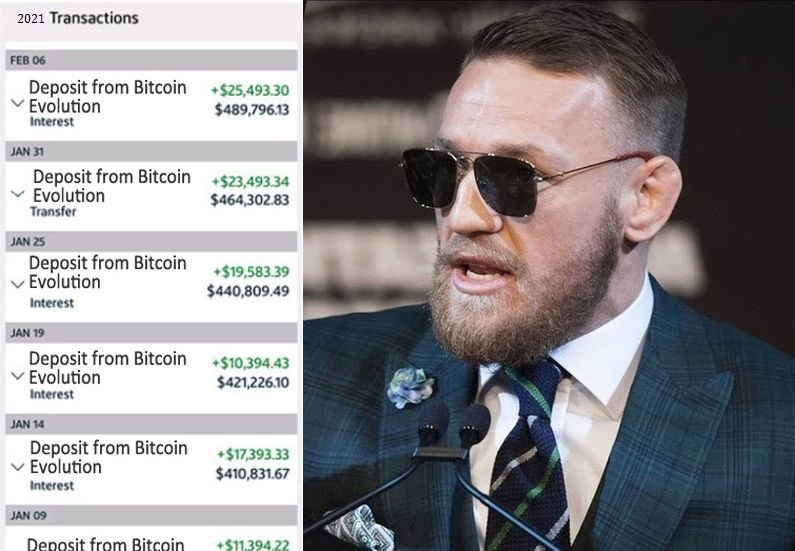 2021 Transactions
FEB 06
Deposit from Bitcoin +$25,493.30
Evolution $489,796.13
Interest
JAN 31
Deposit from Bitcoin +$23,493.34
Evolution $464,302.83
Transfer
JAN 25
Deposit from Bitcoin +$19,583.39
Evolution $440,809.49
Interest
JAN 19
Deposit from Bitcoin +$10,394.43
Evolution $421,226.10
Interest
JAN 14
Deposit from Bitcoin +$17,393.33
Evolution $410,831.67
Interest
JAN 09
Deposit from Bitcoin +$11,394.22